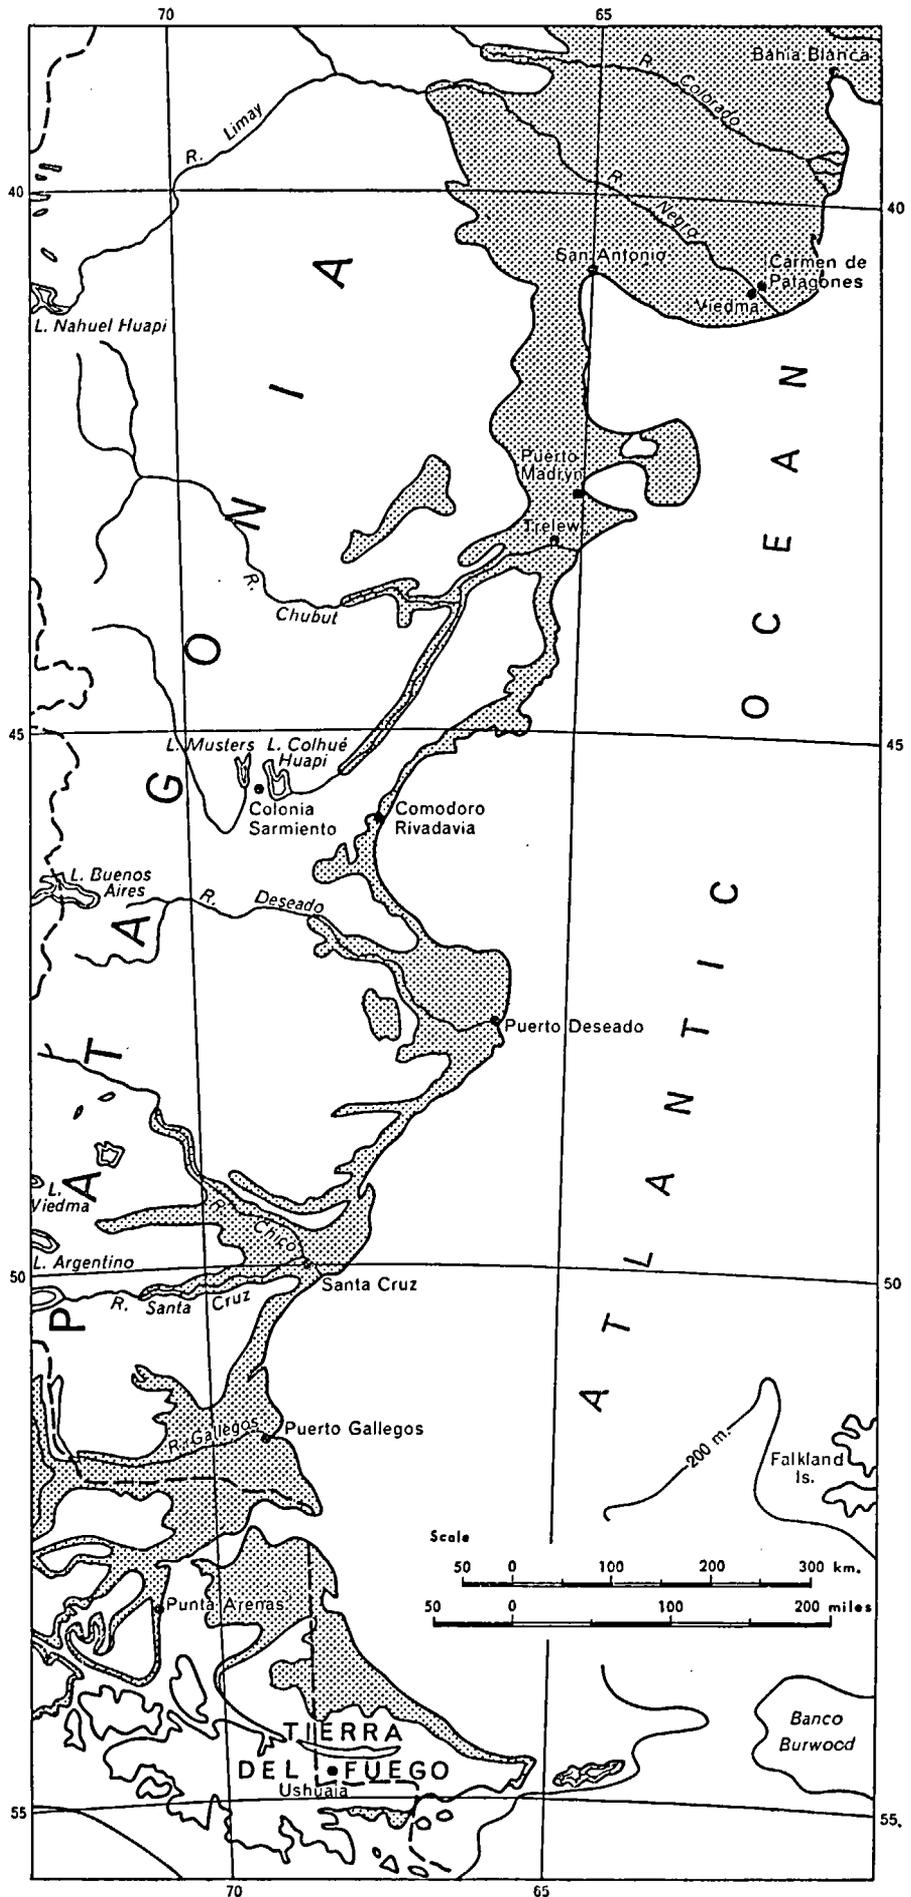 70
65
Bahia Blanca
R. Colorado
R. Limay
40
R. Negro
40
San Antonio
Carmen de
Patagones
Viedma
L. Nahuel Huapi
Puerto
Madryn
Trelew
R. Chubut
45
45
L. Musters
L. Colhué
Huapi
Colonia
Sarmiento
Comodoro
Rivadavia
L. Buenos
Aires
R. Deseado
Puerto Deseado
PATAGONIA
ATLANTIC OCEAN
L.
Viedma
R. Chico
L. Argentino
50
50
Santa Cruz
R. Santa Cruz
R. Gallegos
Puerto Gallegos
200 m.
Falkland
Is.
Scale
50 0 100 200 300 km.
50 0 100 200 miles
Punta Arenas
TIERRA
DEL FUEGO
Ushuaia
Banco
Burwood
55
55.
70
65